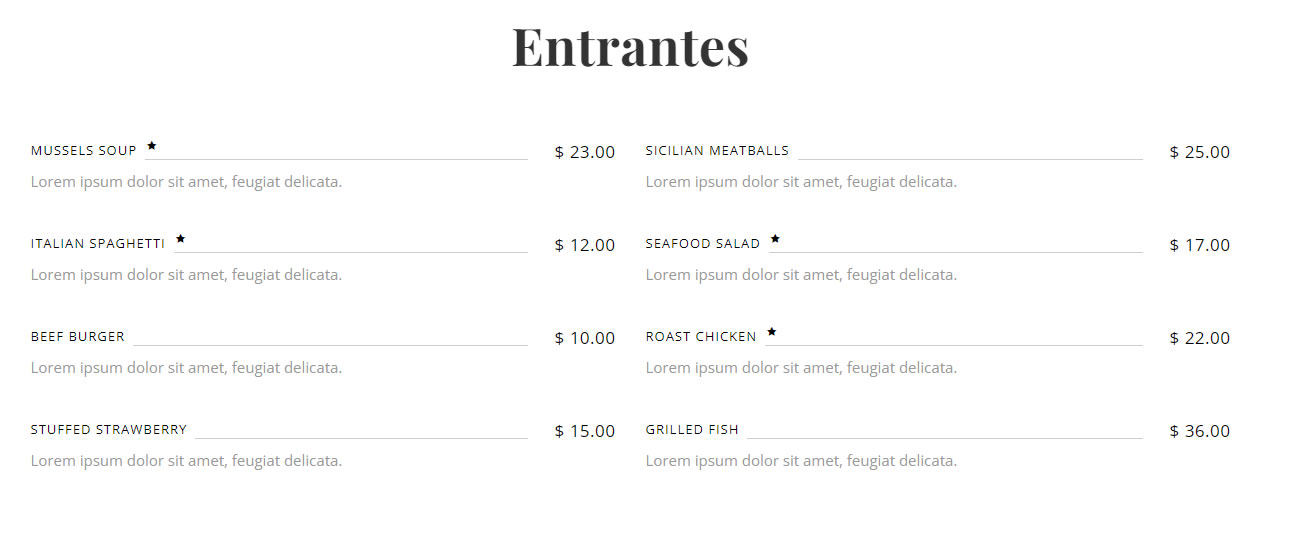 Entrantes
MUSSELS SOUP ★ $ 23.00
Lorem ipsum dolor sit amet, feugiat delicata.
ITALIAN SPAGHETTI ★ $ 12.00
Lorem ipsum dolor sit amet, feugiat delicata.
BEEF BURGER $ 10.00
Lorem ipsum dolor sit amet, feugiat delicata.
STUFFED STRAWBERRY $ 15.00
Lorem ipsum dolor sit amet, feugiat delicata.
SICILIAN MEATBALLS $ 25.00
Lorem ipsum dolor sit amet, feugiat delicata.
SEAFOOD SALAD ★ $ 17.00
Lorem ipsum dolor sit amet, feugiat delicata.
ROAST CHICKEN ★ $ 22.00
Lorem ipsum dolor sit amet, feugiat delicata.
GRILLED FISH $ 36.00
Lorem ipsum dolor sit amet, feugiat delicata.